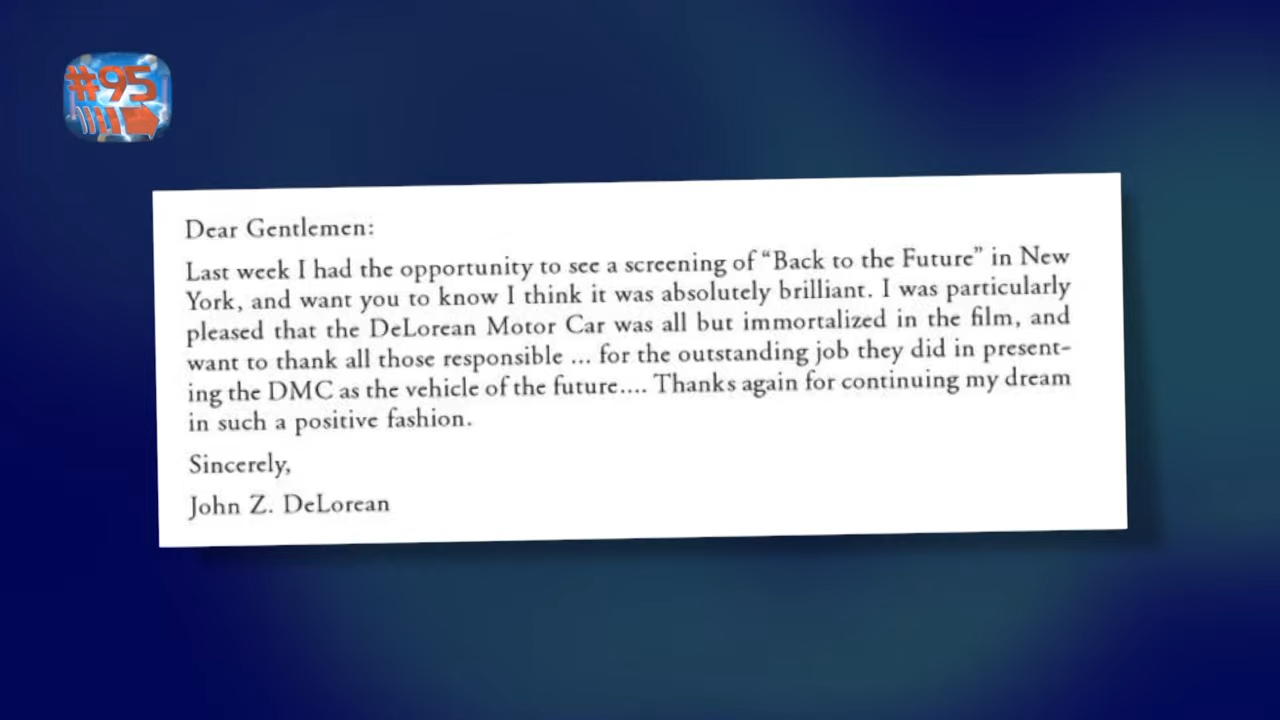 #95
Dear Gentlemen:
Last week I had the opportunity to see a screening of “Back to the Future” in New
York, and want you to know I think it was absolutely brilliant. I was particularly
pleased that the DeLorean Motor Car was all but immortalized in the film, and
want to thank all those responsible ... for the outstanding job they did in present-
ing the DMC as the vehicle of the future.... Thanks again for continuing my dream
in such a positive fashion.
Sincerely,
John Z. DeLorean